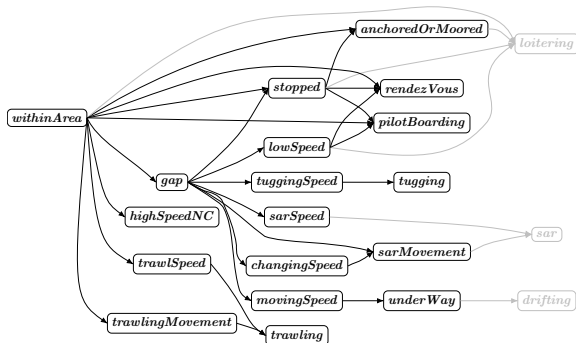 anchoredOrMoored
loitering
stopped
rendezVous
withinArea
pilotBoarding
lowSpeed
gap
tuggingSpeed
tugging
highSpeedNC
sarSpeed
sar
sarMovement
trawlSpeed
changingSpeed
movingSpeed
underWay
drifting
trawlingMovement
trawling